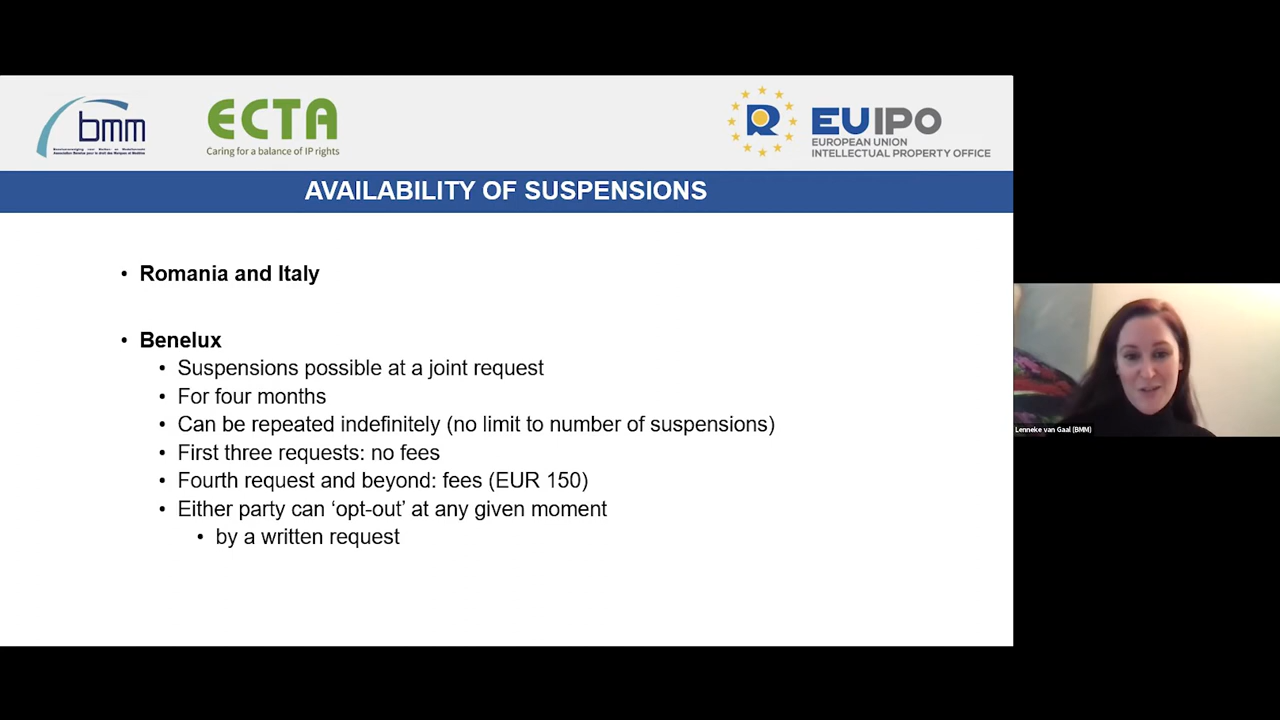 bmm
ECTA
Caring for a balance of IP rights
R
EUIPO
EUROPEAN UNION
INTELLECTUAL PROPERTY OFFICE
AVAILABILITY OF SUSPENSIONS
• Romania and Italy
• Benelux
• Suspensions possible at a joint request
• For four months
• Can be repeated indefinitely (no limit to number of suspensions)
• First three requests: no fees
• Fourth request and beyond: fees (EUR 150)
• Either party can ‘opt-out’ at any given moment
• by a written request
Lenneke van Gaal (BMM)